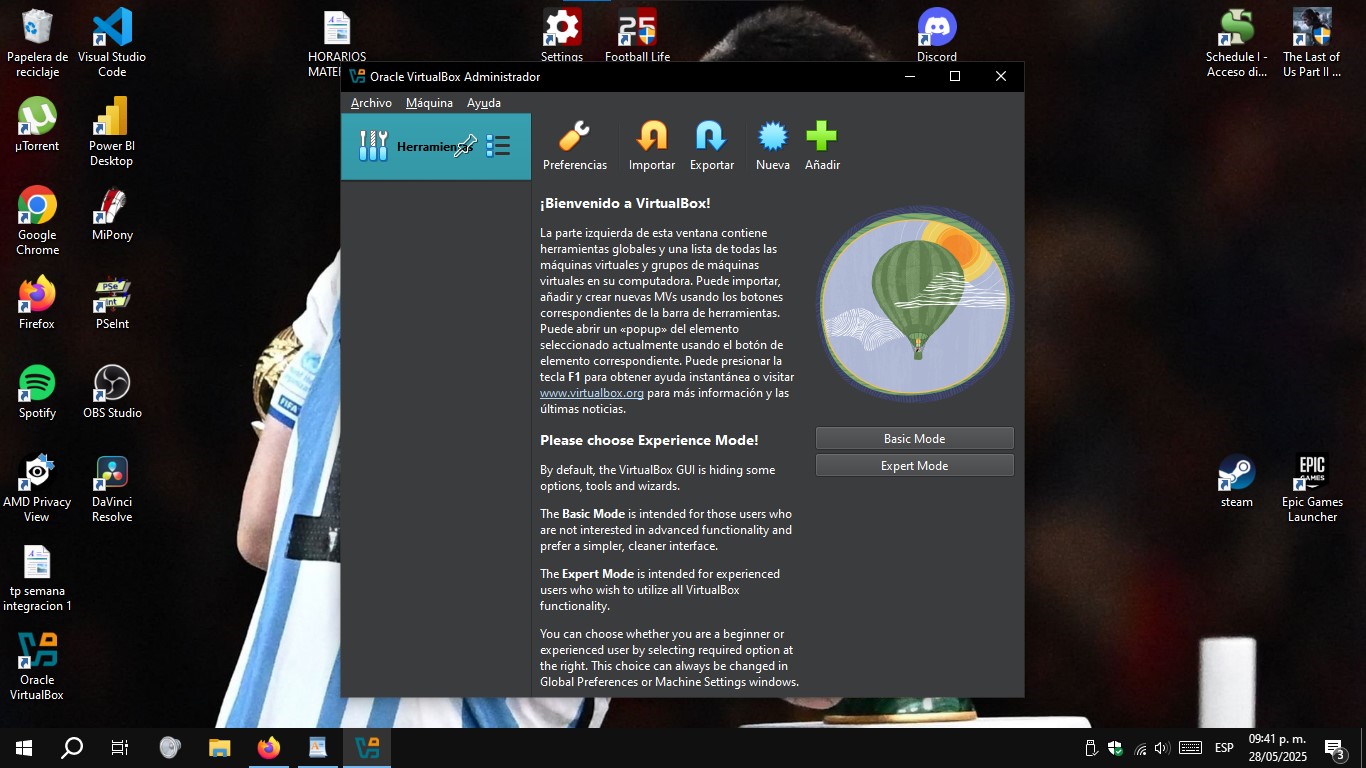 Papelera de
reciclaje
Visual Studio
Code
HORARIOS
MATE
Settings
25
Football Life
Discord
Schedule I -
Acceso di...
The Last of
Us Part II ...
µTorrent
Power BI
Desktop
Google
Chrome
MiPony
Firefox
PSe
Int
PSeInt
Spotify
OBS Studio
AMD Privacy
View
DaVinci
Resolve
tp semana
integracion 1
Oracle
VirtualBox
steam
EPIC
GAMES
Epic Games
Launcher
FIFA
Oracle VirtualBox Administrador
Archivo Máquina Ayuda
Herramientas
Preferencias Importar Exportar Nueva Añadir
¡Bienvenido a VirtualBox!
La parte izquierda de esta ventana contiene
herramientas globales y una lista de todas las
máquinas virtuales y grupos de máquinas
virtuales en su computadora. Puede importar,
añadir y crear nuevas MVs usando los botones
correspondientes de la barra de herramientas.
Puede abrir un «popup» del elemento
seleccionado actualmente usando el botón de
elemento correspondiente. Puede presionar la
tecla F1 para obtener ayuda instantánea o visitar
www.virtualbox.org para más información y las
últimas noticias.
Please choose Experience Mode!
By default, the VirtualBox GUI is hiding some
options, tools and wizards.
The Basic Mode is intended for those users who
are not interested in advanced functionality and
prefer a simpler, cleaner interface.
The Expert Mode is intended for experienced
users who wish to utilize all VirtualBox
functionality.
You can choose whether you are a beginner or
experienced user by selecting required option at
the right. This choice can always be changed in
Global Preferences or Machine Settings windows.
Basic Mode
Expert Mode
ESP
09:41 p. m.
28/05/2025
3